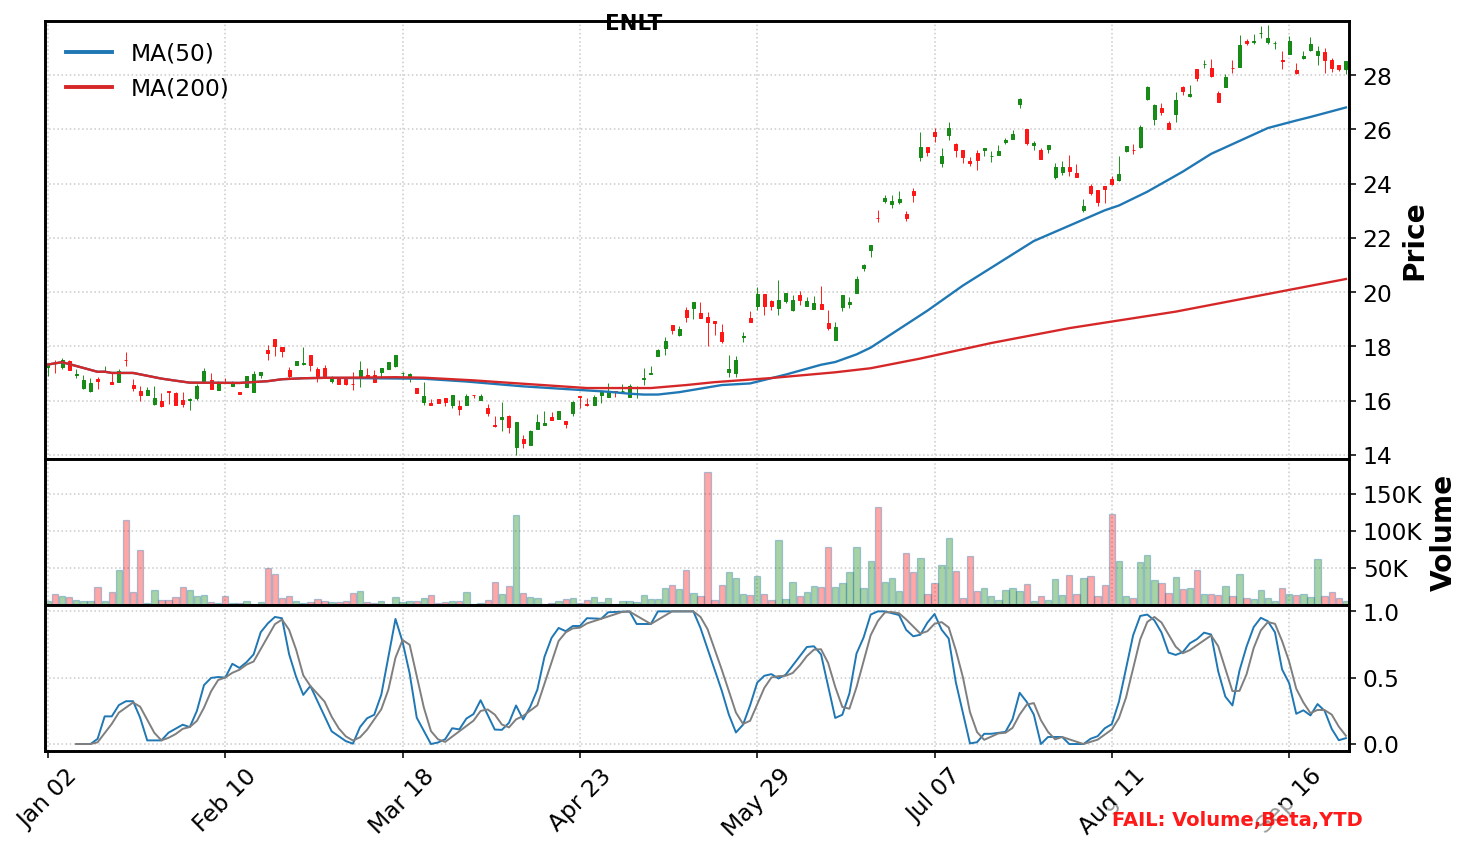 ENLT
MA(50)
MA(200)
28
26
24
22
20
18
16
14
Price
150K
100K
50K
Volume
1.0
0.5
0.0
Jan 02
Feb 10
Mar 18
Apr 23
May 29
Jul 07
Aug 11
Sep 16
FAIL: Volume,Beta,YTD